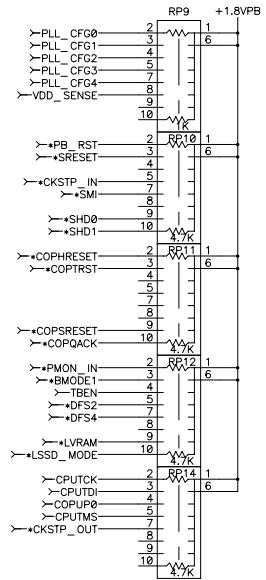 RP9 +1.8VPB
PLL_CFG0 2 1
PLL_CFG1 3 6
PLL_CFG2 4
PLL_CFG3 5
PLL_CFG4 7
VDD_SENSE 8
9
10
1K
RP10
*PB_RST 2 1
*SRESET 3 6
4
*CKSTP_IN 5
*SMI 7
8
*SHD0 9
*SHD1 10
4.7K
RP11
*COPHRESET 2 1
*COPTRST 3 6
4
5
7
8
*COPSRESET 9
*COPQACK 10
4.7K
RP12
*PMON_IN 2 1
*BMODE1 3 6
TBEN 4
*DFS2 5
*DFS4 7
8
*LVRAM 9
*LSSD_MODE 10
4.7K
RP14
CPUTCK 2 1
CPUTDI 3 6
COPUP0 4
CPUTMS 5
*CKSTP_OUT 7
8
9
10
4.7K